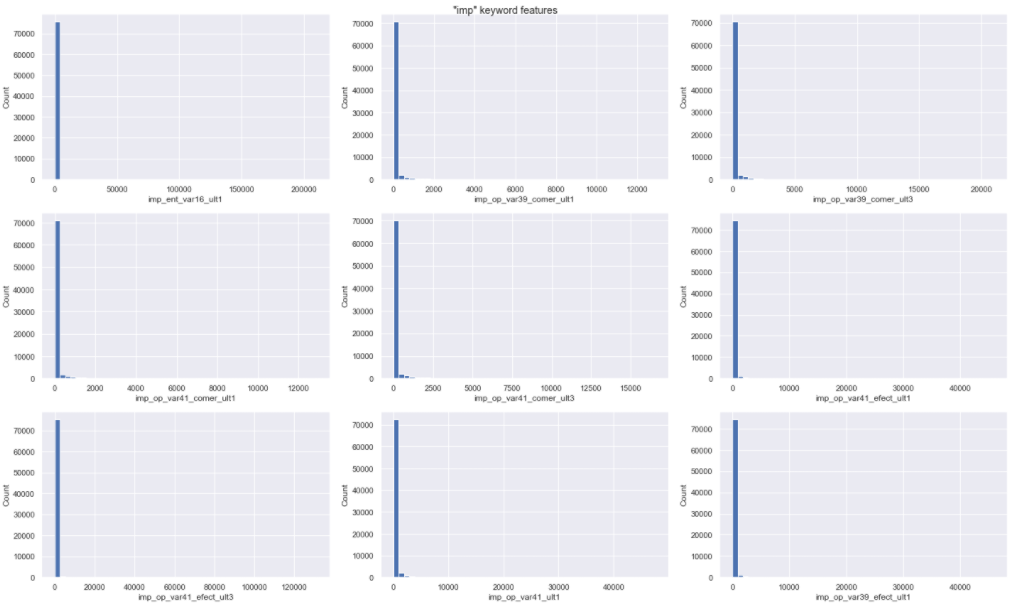 "imp" keyword features
70000
60000
50000
40000
30000
20000
10000
0
Count
0 50000 100000 150000 200000
imp_ent_var16_ult1
70000
60000
50000
40000
30000
20000
10000
0
Count
0 2000 4000 6000 8000 10000 12000
imp_op_var39_comer_ult1
70000
60000
50000
40000
30000
20000
10000
0
Count
0 5000 10000 15000 20000
imp_op_var39_comer_ult3
70000
60000
50000
40000
30000
20000
10000
0
Count
0 2000 4000 6000 8000 10000 12000
imp_op_var41_comer_ult1
70000
60000
50000
40000
30000
20000
10000
0
Count
0 2500 5000 7500 10000 12500 15000
imp_op_var41_comer_ult3
70000
60000
50000
40000
30000
20000
10000
0
Count
0 10000 20000 30000 40000
imp_op_var41_efect_ult1
70000
60000
50000
40000
30000
20000
10000
0
Count
0 20000 40000 60000 80000 100000 120000
imp_op_var41_efect_ult3
70000
60000
50000
40000
30000
20000
10000
0
Count
0 10000 20000 30000 40000
imp_op_var41_ult1
70000
60000
50000
40000
30000
20000
10000
0
Count
0 10000 20000 30000 40000
imp_op_var39_efect_ult1